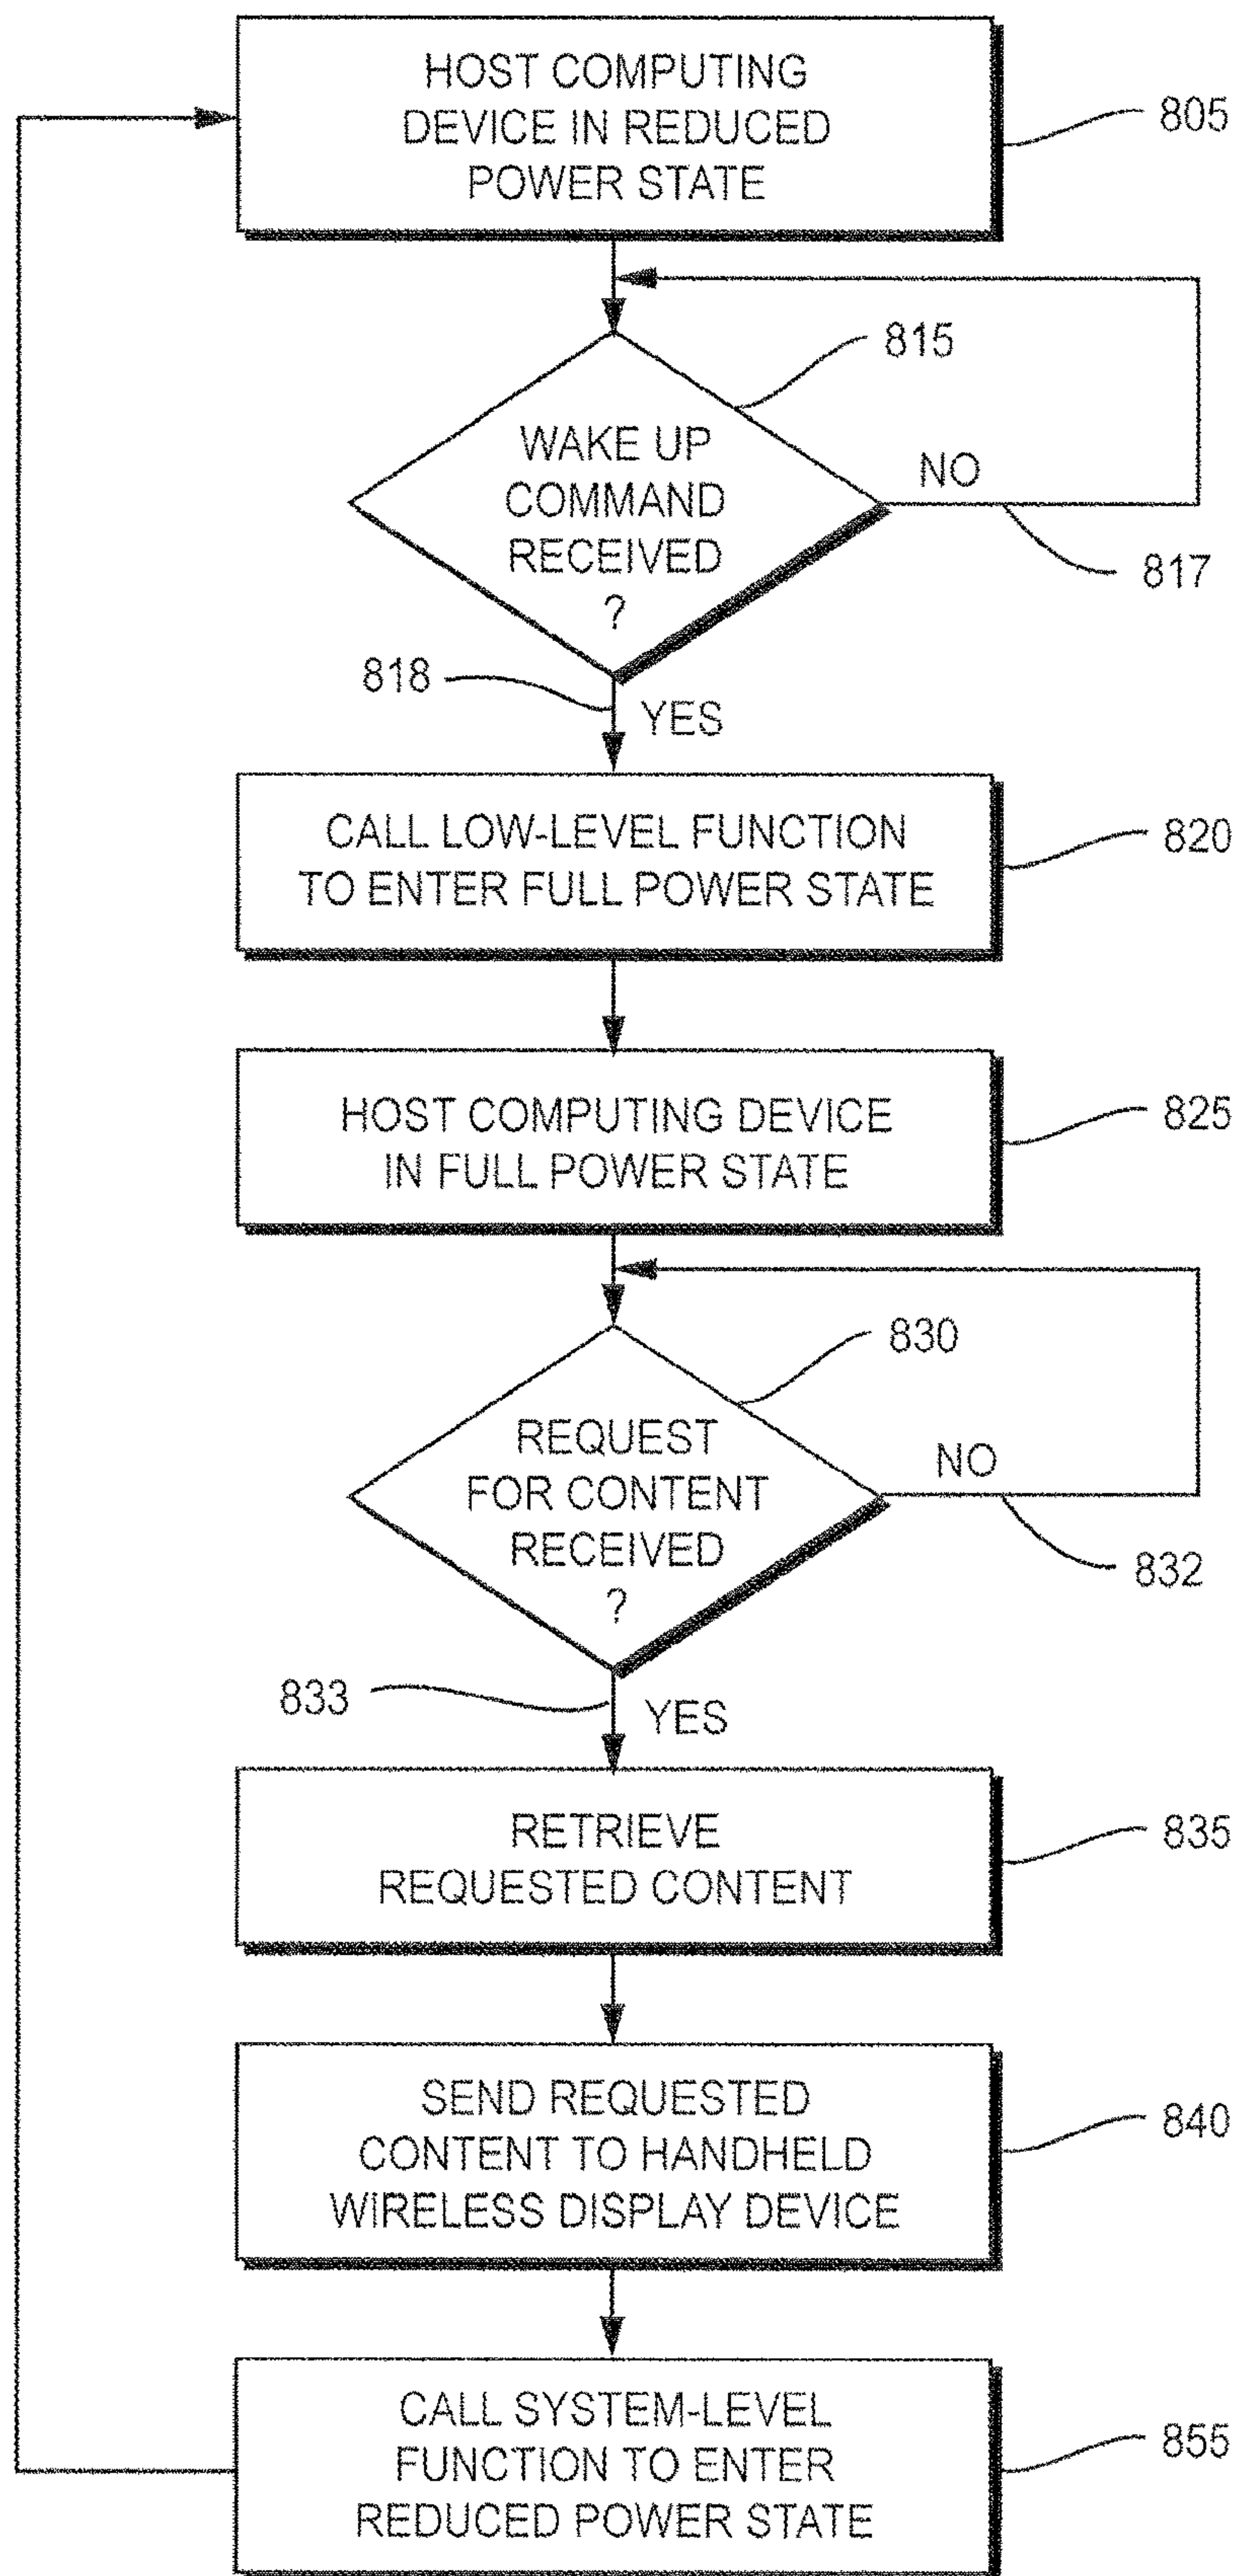 HOST COMPUTING
DEVICE IN REDUCED
POWER STATE
805
815
WAKE UP
COMMAND
RECEIVED
?
NO
817
818
YES
CALL LOW-LEVEL FUNCTION
TO ENTER FULL POWER STATE
820
HOST COMPUTING DEVICE
IN FULL POWER STATE
825
830
REQUEST
FOR CONTENT
RECEIVED
?
NO
832
833
YES
RETRIEVE
REQUESTED CONTENT
835
SEND REQUESTED
CONTENT TO HANDHELD
WIRELESS DISPLAY DEVICE
840
CALL SYSTEM-LEVEL
FUNCTION TO ENTER
REDUCED POWER STATE
855